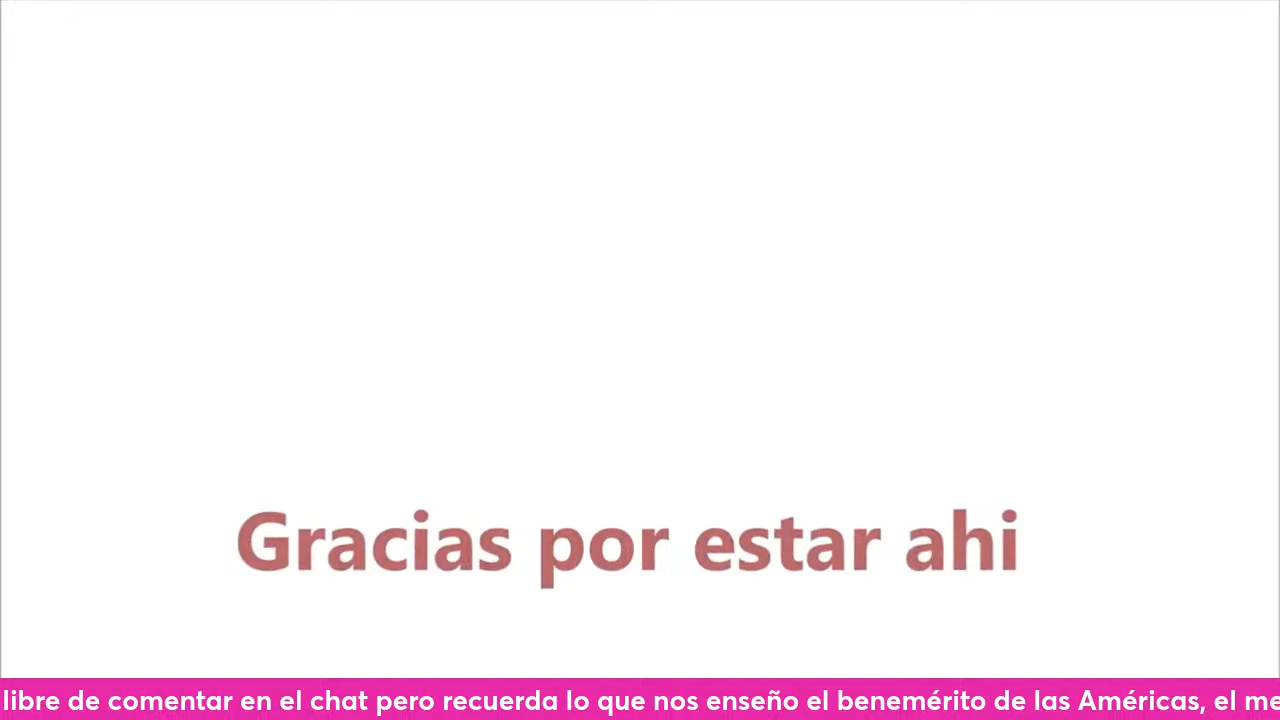 Gracias por estar ahi
libre de comentar en el chat pero recuerda lo que nos enseño el benemérito de las Américas, el